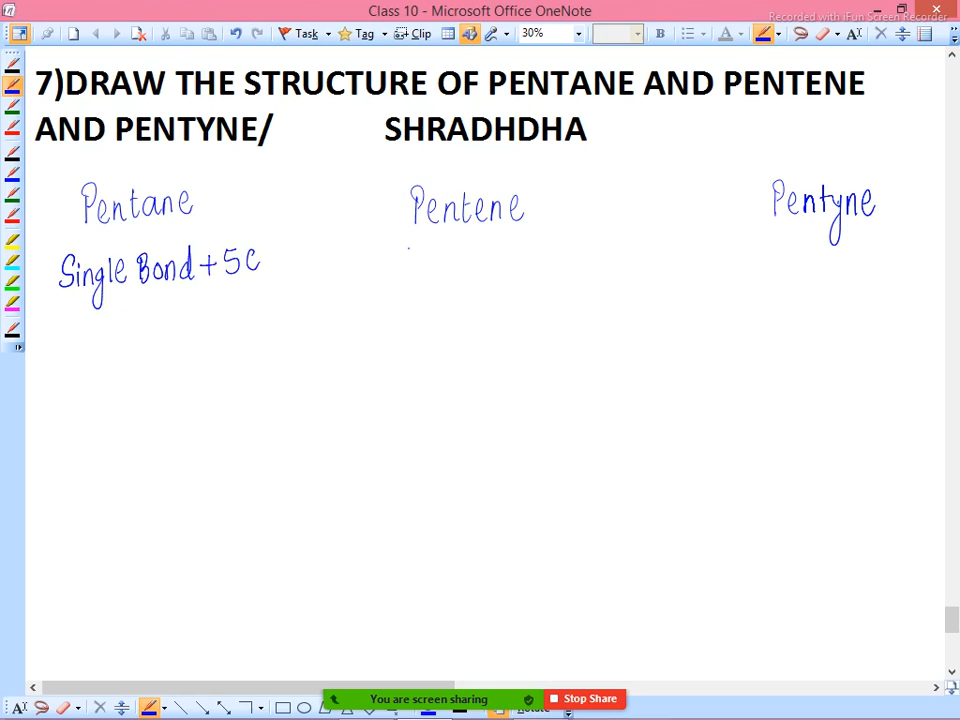 Class 10 - Microsoft Office OneNote
Recorded with iFun Screen Recorder
Task Tag Clip 30% B A
7)DRAW THE STRUCTURE OF PENTANE AND PENTENE
AND PENTYNE/ SHRADHDHA
Pentane Pentene Pentyne
Single Bond + 5 C
You are screen sharing Stop Share